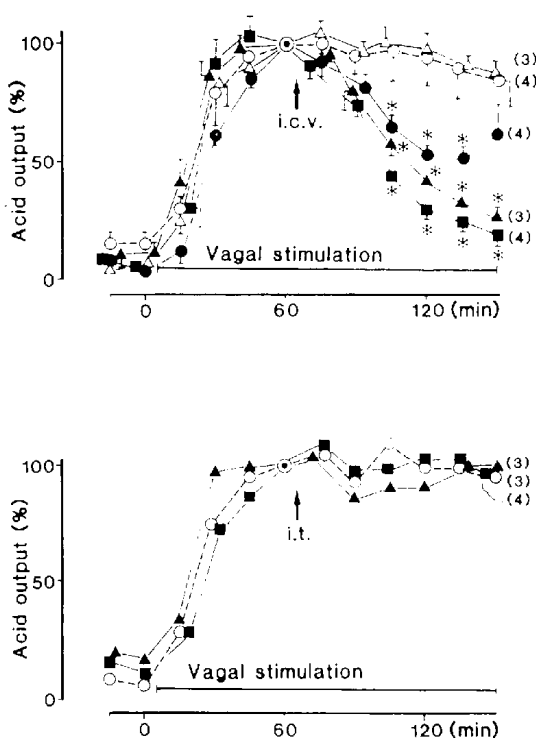 Acid output (%)
100
50
0
i.c.v.
Vagal stimulation
(3)
(4)
(4)
(3)
(4)
* * * * * * * * * * * *
0 60 120 (min)
Acid output (%)
100
50
0
i.t.
Vagal stimulation
(3)
(3)
(4)
0 60 120 (min)